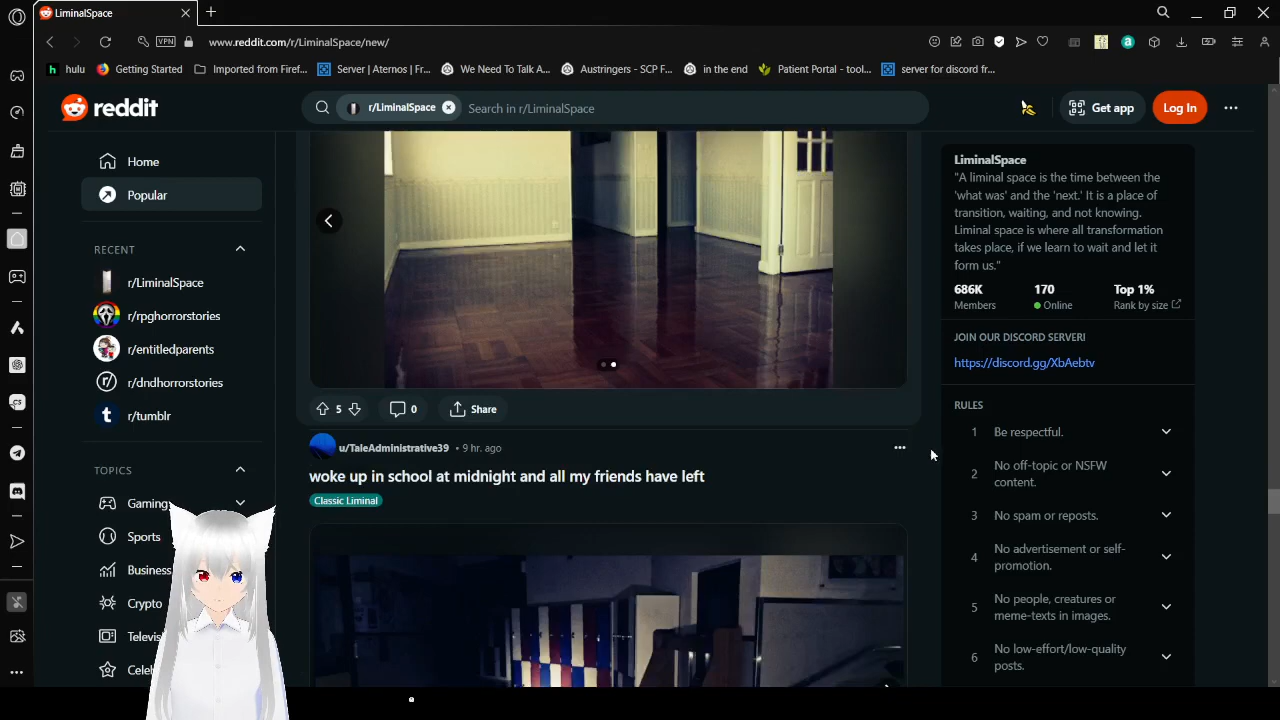 LiminalSpace
VPN
www.reddit.com/r/LiminalSpace/new/
hulu
Getting Started
Imported from Firef...
Server | Aternos | Fr...
We Need To Talk A...
Austringers - SCP F...
in the end
Patient Portal - tool...
server for discord fr...
reddit
r/LiminalSpace
Search in r/LiminalSpace
Get app
Log In
Home
Popular
RECENT
r/LiminalSpace
r/rpghorrorstories
r/entitledparents
r/dndhorrorstories
r/tumblr
TOPICS
Gaming
Sports
Business
Crypto
Televis
Celeb
5
0
Share
u/TaleAdministrative39 • 9 hr. ago
woke up in school at midnight and all my friends have left
Classic Liminal
LiminalSpace
"A liminal space is the time between the
'what was' and the 'next.' It is a place of
transition, waiting, and not knowing.
Liminal space is where all transformation
takes place, if we learn to wait and let it
form us."
686K
Members
170
Online
Top 1%
Rank by size
JOIN OUR DISCORD SERVER!
https://discord.gg/XbAebtv
RULES
1 Be respectful.
2 No off-topic or NSFW
content.
3 No spam or reposts.
4 No advertisement or self-
promotion.
5 No people, creatures or
meme-texts in images.
6 No low-effort/low-quality
posts.